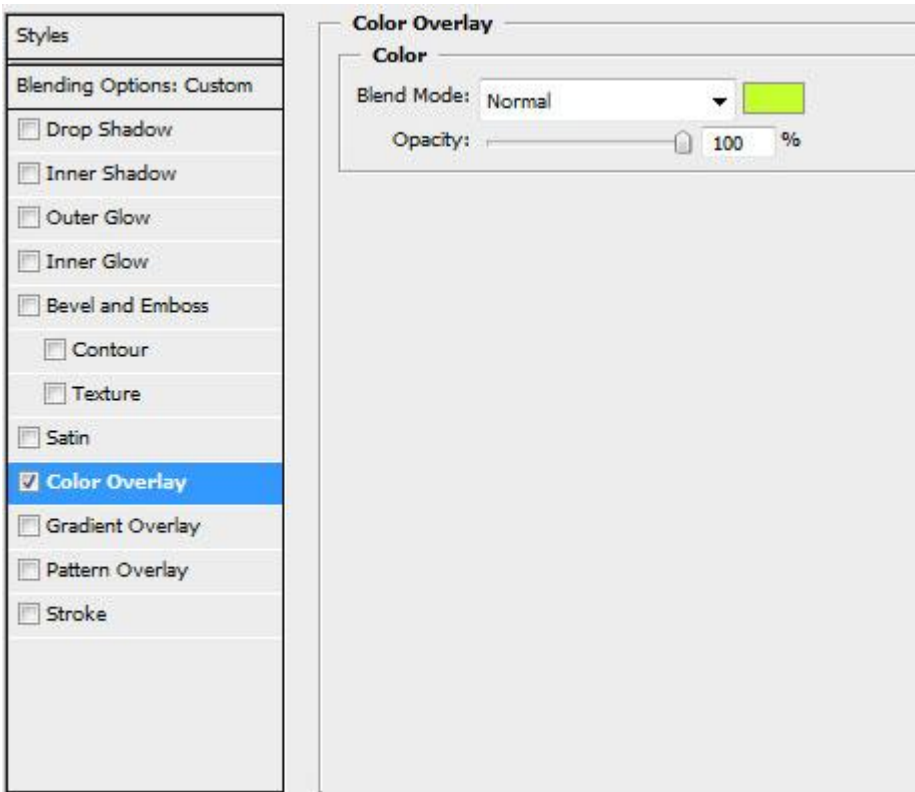 Styles
Blending Options: Custom
Drop Shadow
Inner Shadow
Outer Glow
Inner Glow
Bevel and Emboss
Contour
Texture
Satin
Color Overlay
Gradient Overlay
Pattern Overlay
Stroke
Color Overlay
Color
Blend Mode: Normal
Opacity: 100 %